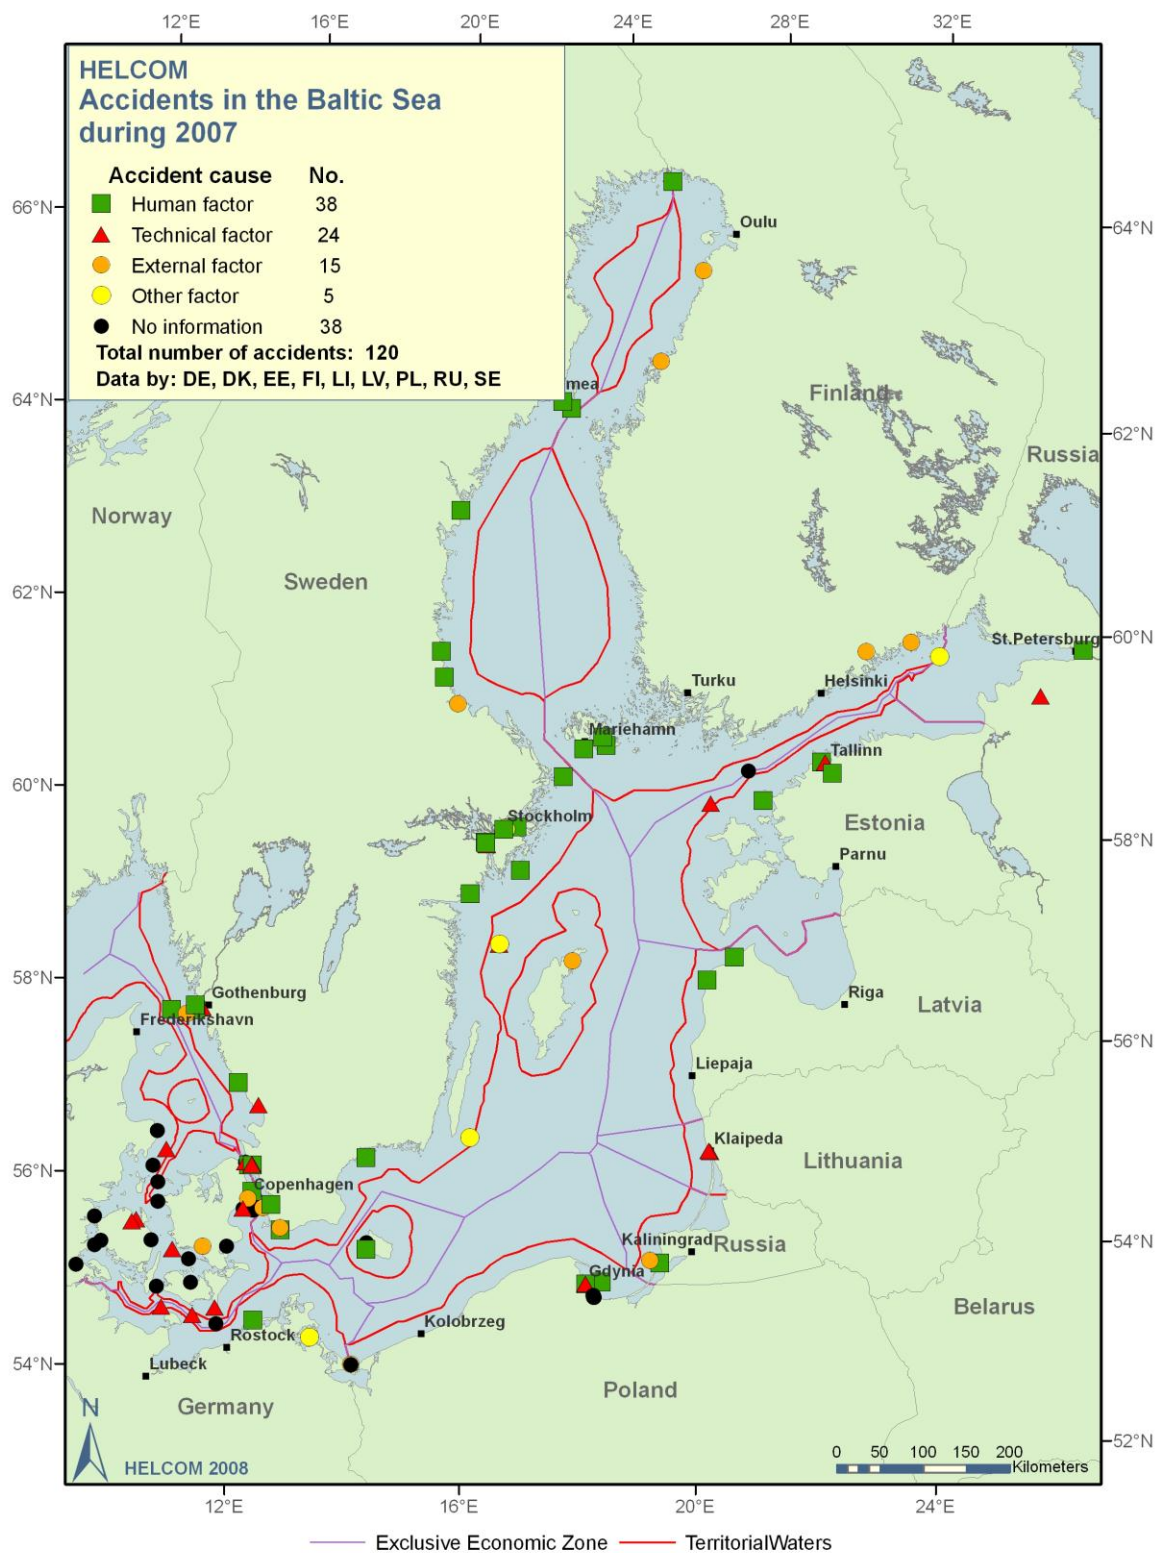 12°E 16°E 20°E 24°E 28°E 32°E
HELCOM
Accidents in the Baltic Sea
during 2007
Accident cause No.
Human factor 38
Technical factor 24
External factor 15
Other factor 5
No information 38
Total number of accidents: 120
Data by: DE, DK, EE, FI, LI, LV, PL, RU, SE
66°N
64°N
Oulu
mea
64°N
Finland
62°N
Russia
Norway
Sweden
62°N
60°N
St.Petersburg
Turku
Helsinki
Mariehamn
Tallinn
60°N
Stockholm
Estonia
58°N
Parnu
58°N
Gothenburg
Riga
Latvia
Frederikshavn
56°N
Liepaja
Klaipeda
Lithuania
56°N
Copenhagen
Kaliningrad
Russia
54°N
Gdynia
Belarus
Kolobrzeg
Rostock
54°N
Lubeck
Poland
Germany
N
52°N
0 50 100 150 200
Kilometers
HELCOM 2008
12°E 16°E 20°E 24°E
Exclusive Economic Zone TerritorialWaters